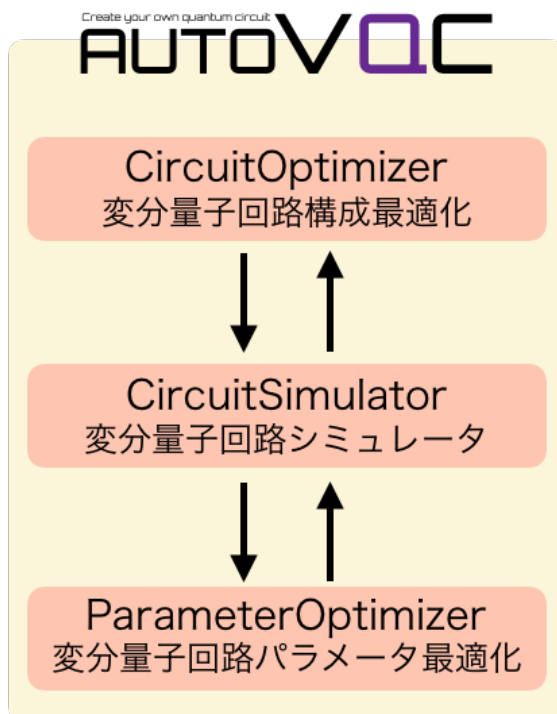 Create your own quantum circuit
AUTOVQC
CircuitOptimizer
変分量子回路構成最適化
CircuitSimulator
変分量子回路シミュレータ
ParameterOptimizer
変分量子回路パラメータ最適化